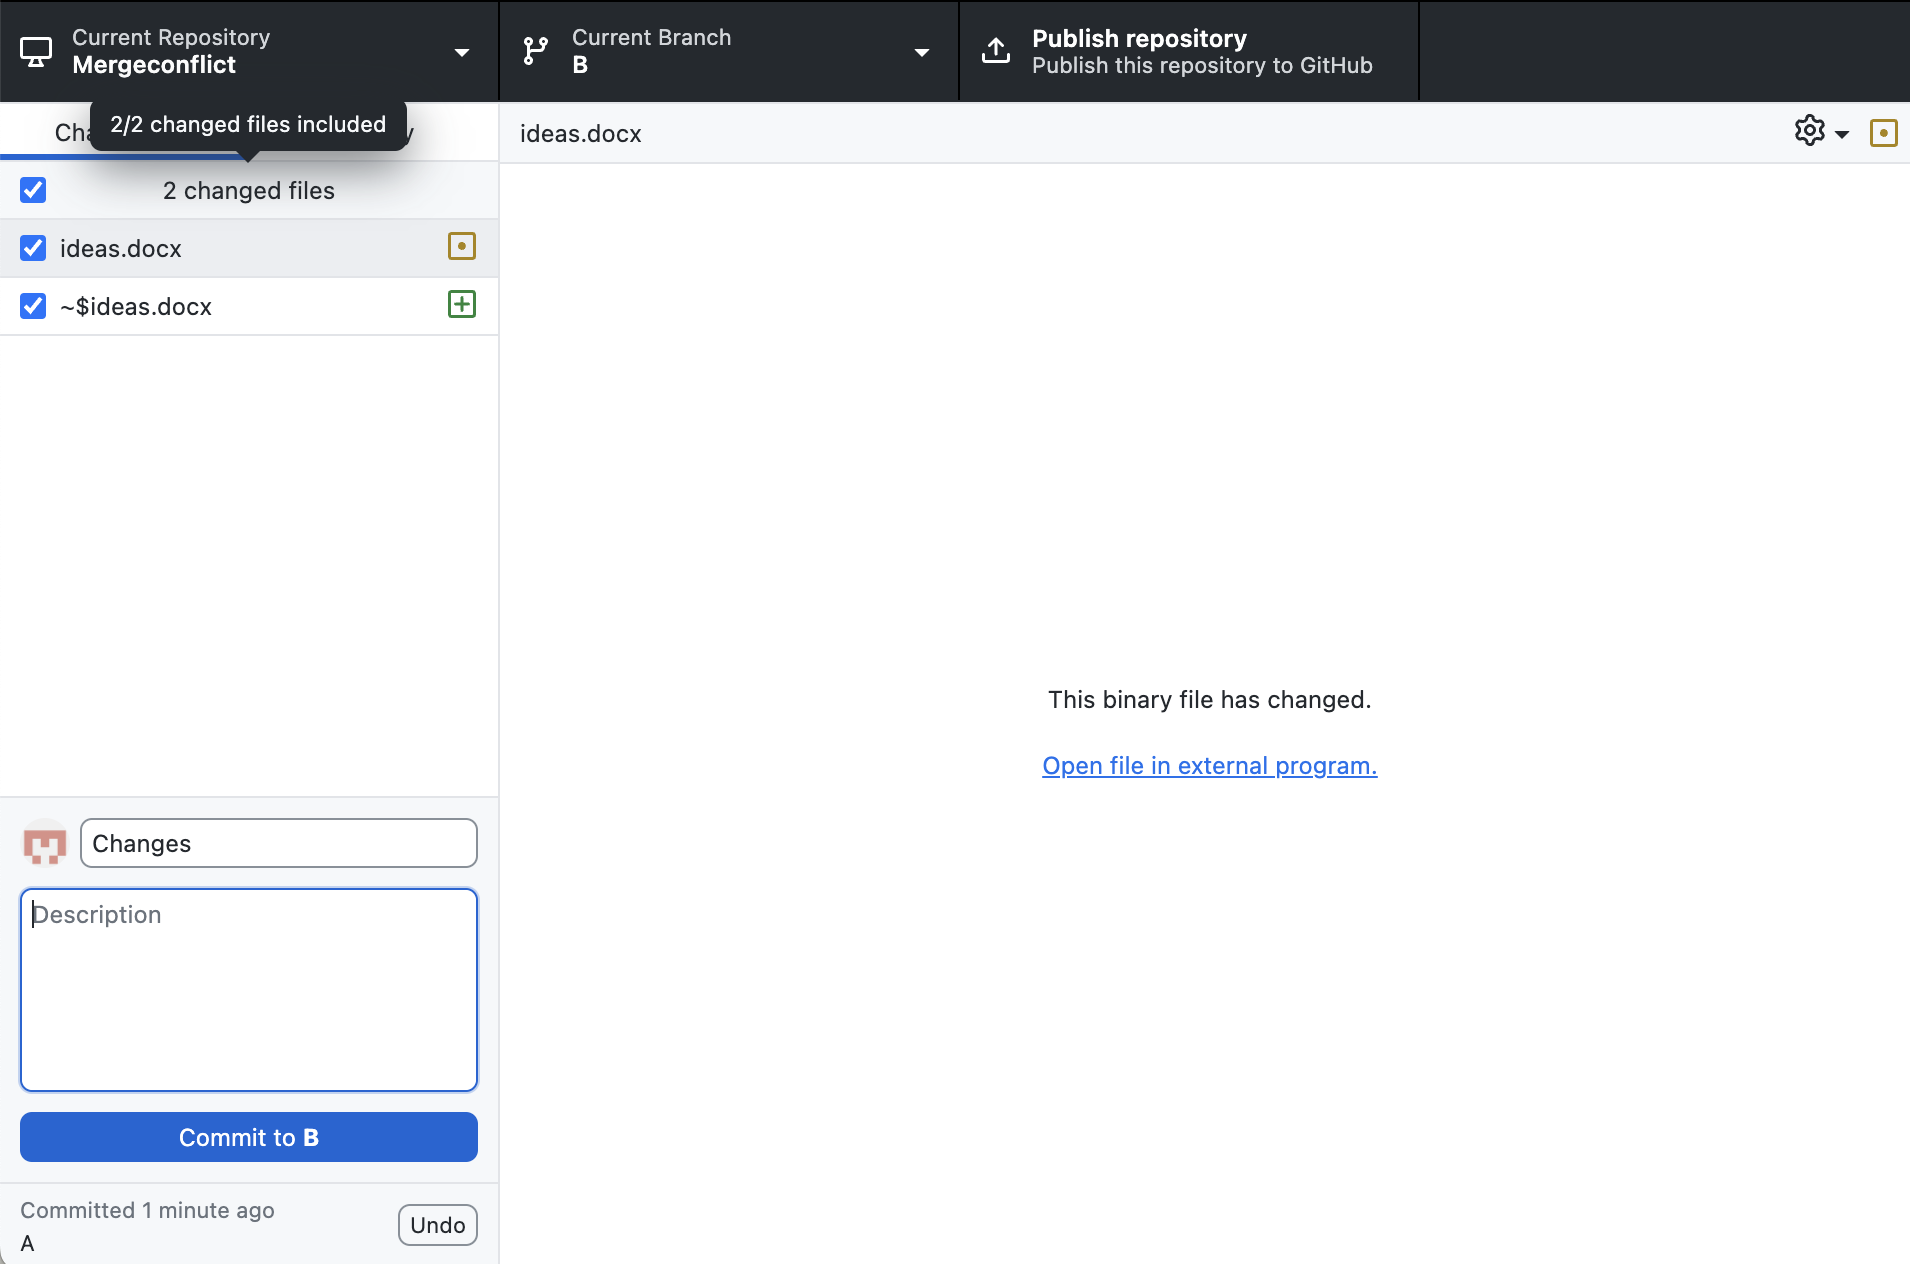 Current Repository
Mergeconflict
Current Branch
B
Publish repository
Publish this repository to GitHub
2/2 changed files included
2 changed files
ideas.docx
~$ideas.docx
ideas.docx
This binary file has changed.
Open file in external program.
Changes
Description
Commit to B
Committed 1 minute ago
A
Undo